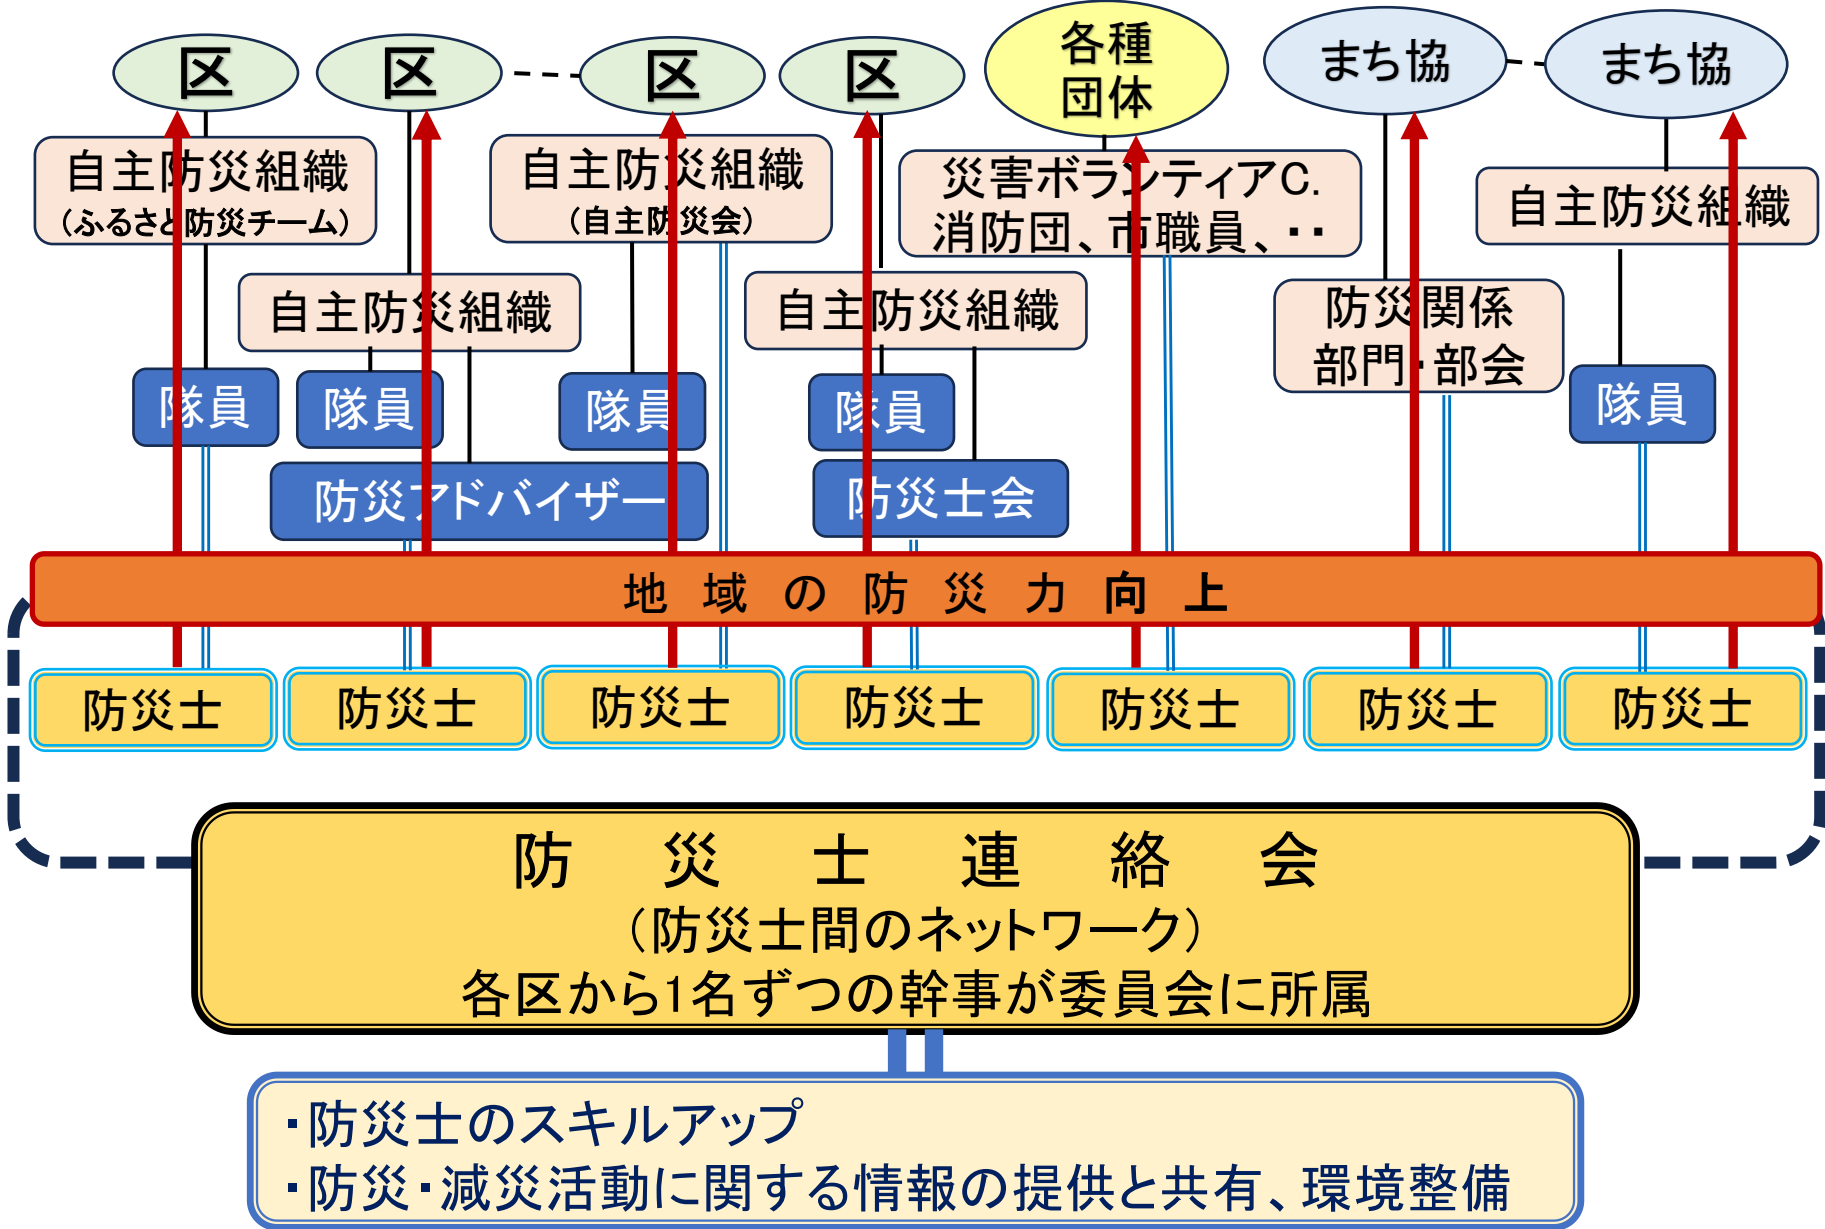 区
区
区
区
各種
団体
まち協
まち協
自主防災組織
（ふるさと防災チーム）
自主防災組織
（自主防災会）
災害ボランティアC.
消防団、市職員、・・
自主防災組織
自主防災組織
自主防災組織
防災関係
部門・部会
隊員
隊員
隊員
隊員
隊員
防災アドバイザー
防災士会
地域の防災力向上
防災士
防災士
防災士
防災士
防災士
防災士
防災士
防災士連絡会
（防災士間のネットワーク）
各区から1名ずつの幹事が委員会に所属
・防災士のスキルアップ
・防災・減災活動に関する情報の提供と共有、環境整備